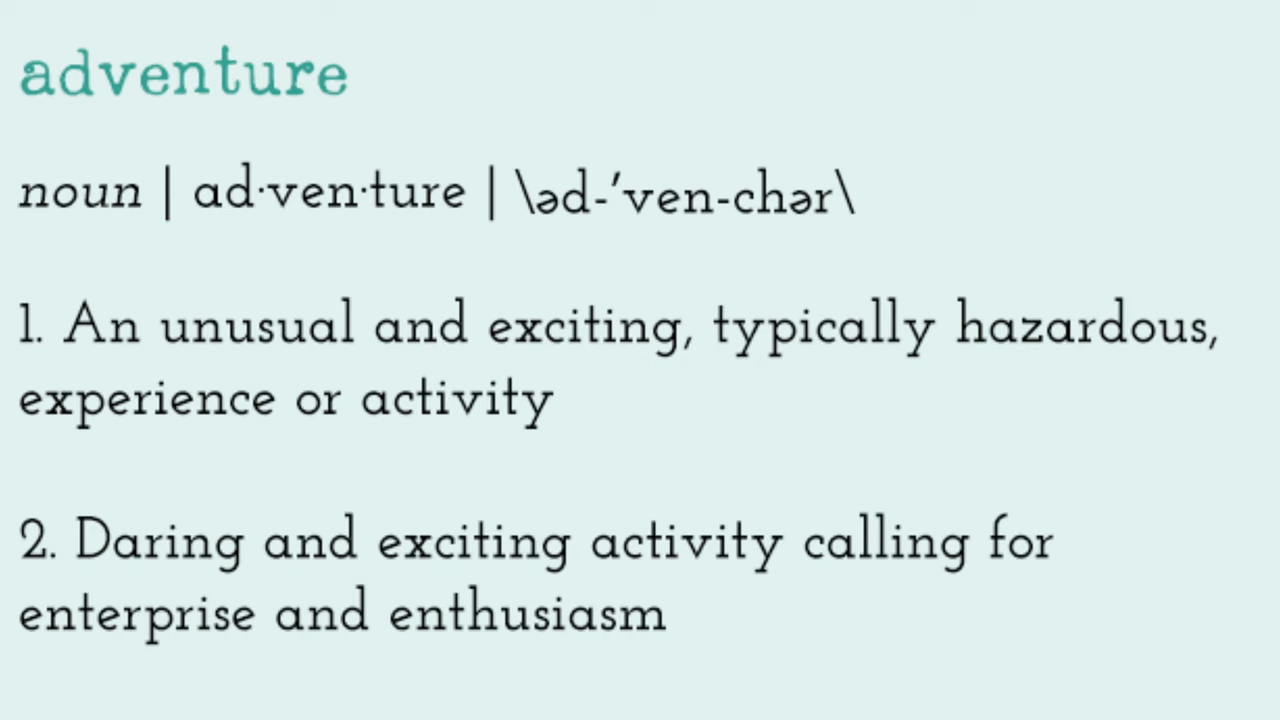 adventure
noun | ad·ven·ture | \əd-ˈven-chər\
1. An unusual and exciting, typically hazardous,
experience or activity
2. Daring and exciting activity calling for
enterprise and enthusiasm